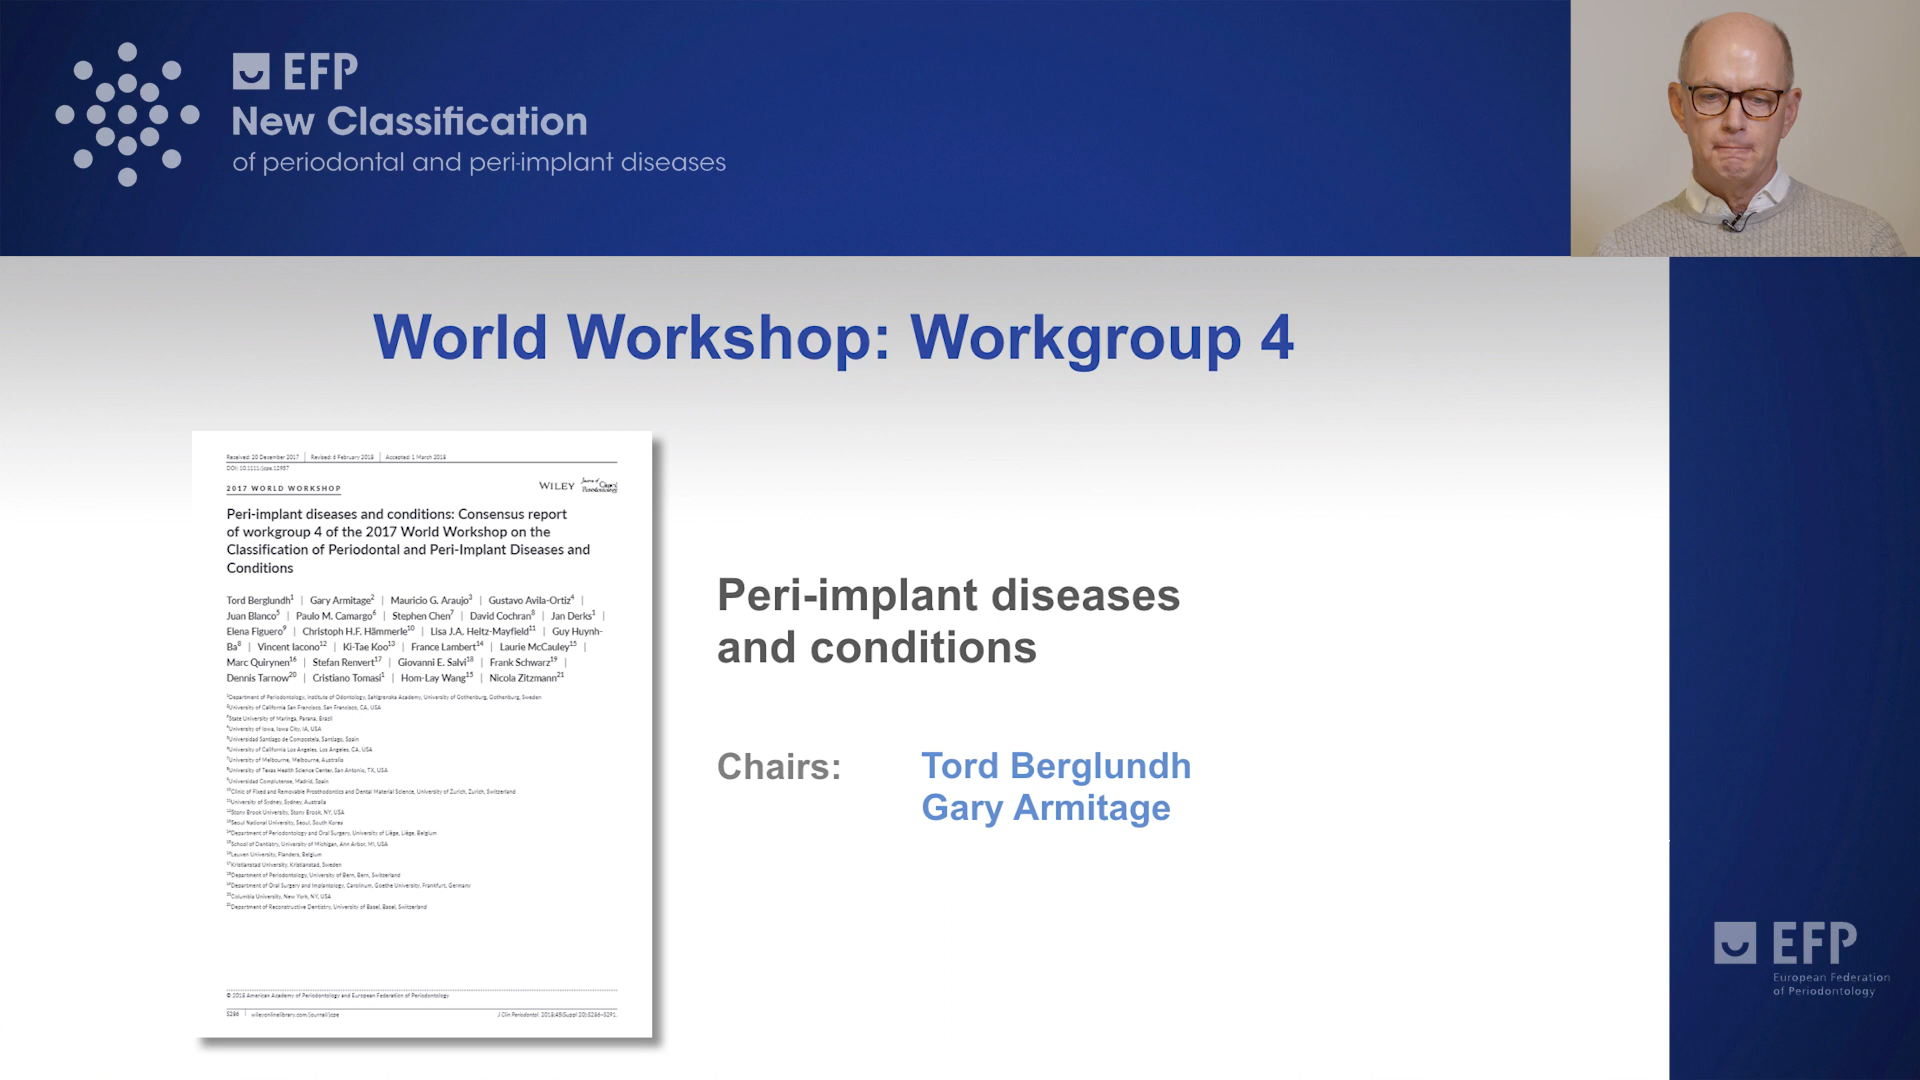 EFP
New Classification
of periodontal and peri-implant diseases
World Workshop: Workgroup 4
Received: 20 December 2017 | Revised: 6 February 2018 | Accepted: 1 March 2018
DOI: 10.1111/jcpe.12957
2017 WORLD WORKSHOP
WILEY
Journal of Clinical Periodontology
Peri-implant diseases and conditions: Consensus report
of workgroup 4 of the 2017 World Workshop on the
Classification of Periodontal and Peri-Implant Diseases and
Conditions
Tord Berglundh1 | Gary Armitage2 | Mauricio G. Araujo3 | Gustavo Avila-Ortiz4 |
Juan Blanco5 | Paulo M. Camargo6 | Stephen Chen7 | David Cochran8 | Jan Derks1 |
Elena Figuero9 | Christoph H.F. Hämmerle10 | Lisa J.A. Heitz-Mayfield11 | Guy Huynh-
Ba8 | Vincent Iacono12 | Ki-Tae Koo13 | France Lambert14 | Laurie McCauley15 |
Marc Quirynen16 | Stefan Renvert17 | Giovanni E. Salvi18 | Frank Schwarz19 |
Dennis Tarnow20 | Cristiano Tomasi1 | Hom-Lay Wang15 | Nicola Zitzmann21
1Department of Periodontology, Institute of Odontology, Sahlgrenska Academy, University of Gothenburg, Gothenburg, Sweden
2University of California San Francisco, San Francisco, CA, USA
3State University of Maringa, Parana, Brazil
4University of Iowa, Iowa City, IA, USA
5Universidad Santiago de Compostela, Santiago, Spain
6University of California Los Angeles, Los Angeles, CA, USA
7University of Melbourne, Melbourne, Australia
8University of Texas Health Science Center, San Antonio, TX, USA
9Universidad Complutense, Madrid, Spain
10Clinic of Fixed and Removable Prosthodontics and Dental Material Science, University of Zurich, Zurich, Switzerland
11University of Sydney, Sydney, Australia
12Stony Brook University, Stony Brook, NY, USA
13Seoul National University, Seoul, South Korea
14Department of Periodontology and Oral Surgery, University of Liège, Liège, Belgium
15School of Dentistry, University of Michigan, Ann Arbor, MI, USA
16Leuven University, Flanders, Belgium
17Kristianstad University, Kristianstad, Sweden
18Department of Periodontology, University of Bern, Bern, Switzerland
19Department of Oral Surgery and Implantology, Carolinum, Goethe University, Frankfurt, Germany
20Columbia University, New York, NY, USA
21Department of Reconstructive Dentistry, University of Basel, Basel, Switzerland
© 2018 American Academy of Periodontology and European Federation of Periodontology
S286 | wileyonlinelibrary.com/journal/jcpe
J Clin Periodontol. 2018;45(Suppl 20):S286–S291.
Peri-implant diseases
and conditions
Chairs: Tord Berglundh
Gary Armitage
EFP
European Federation
of Periodontology